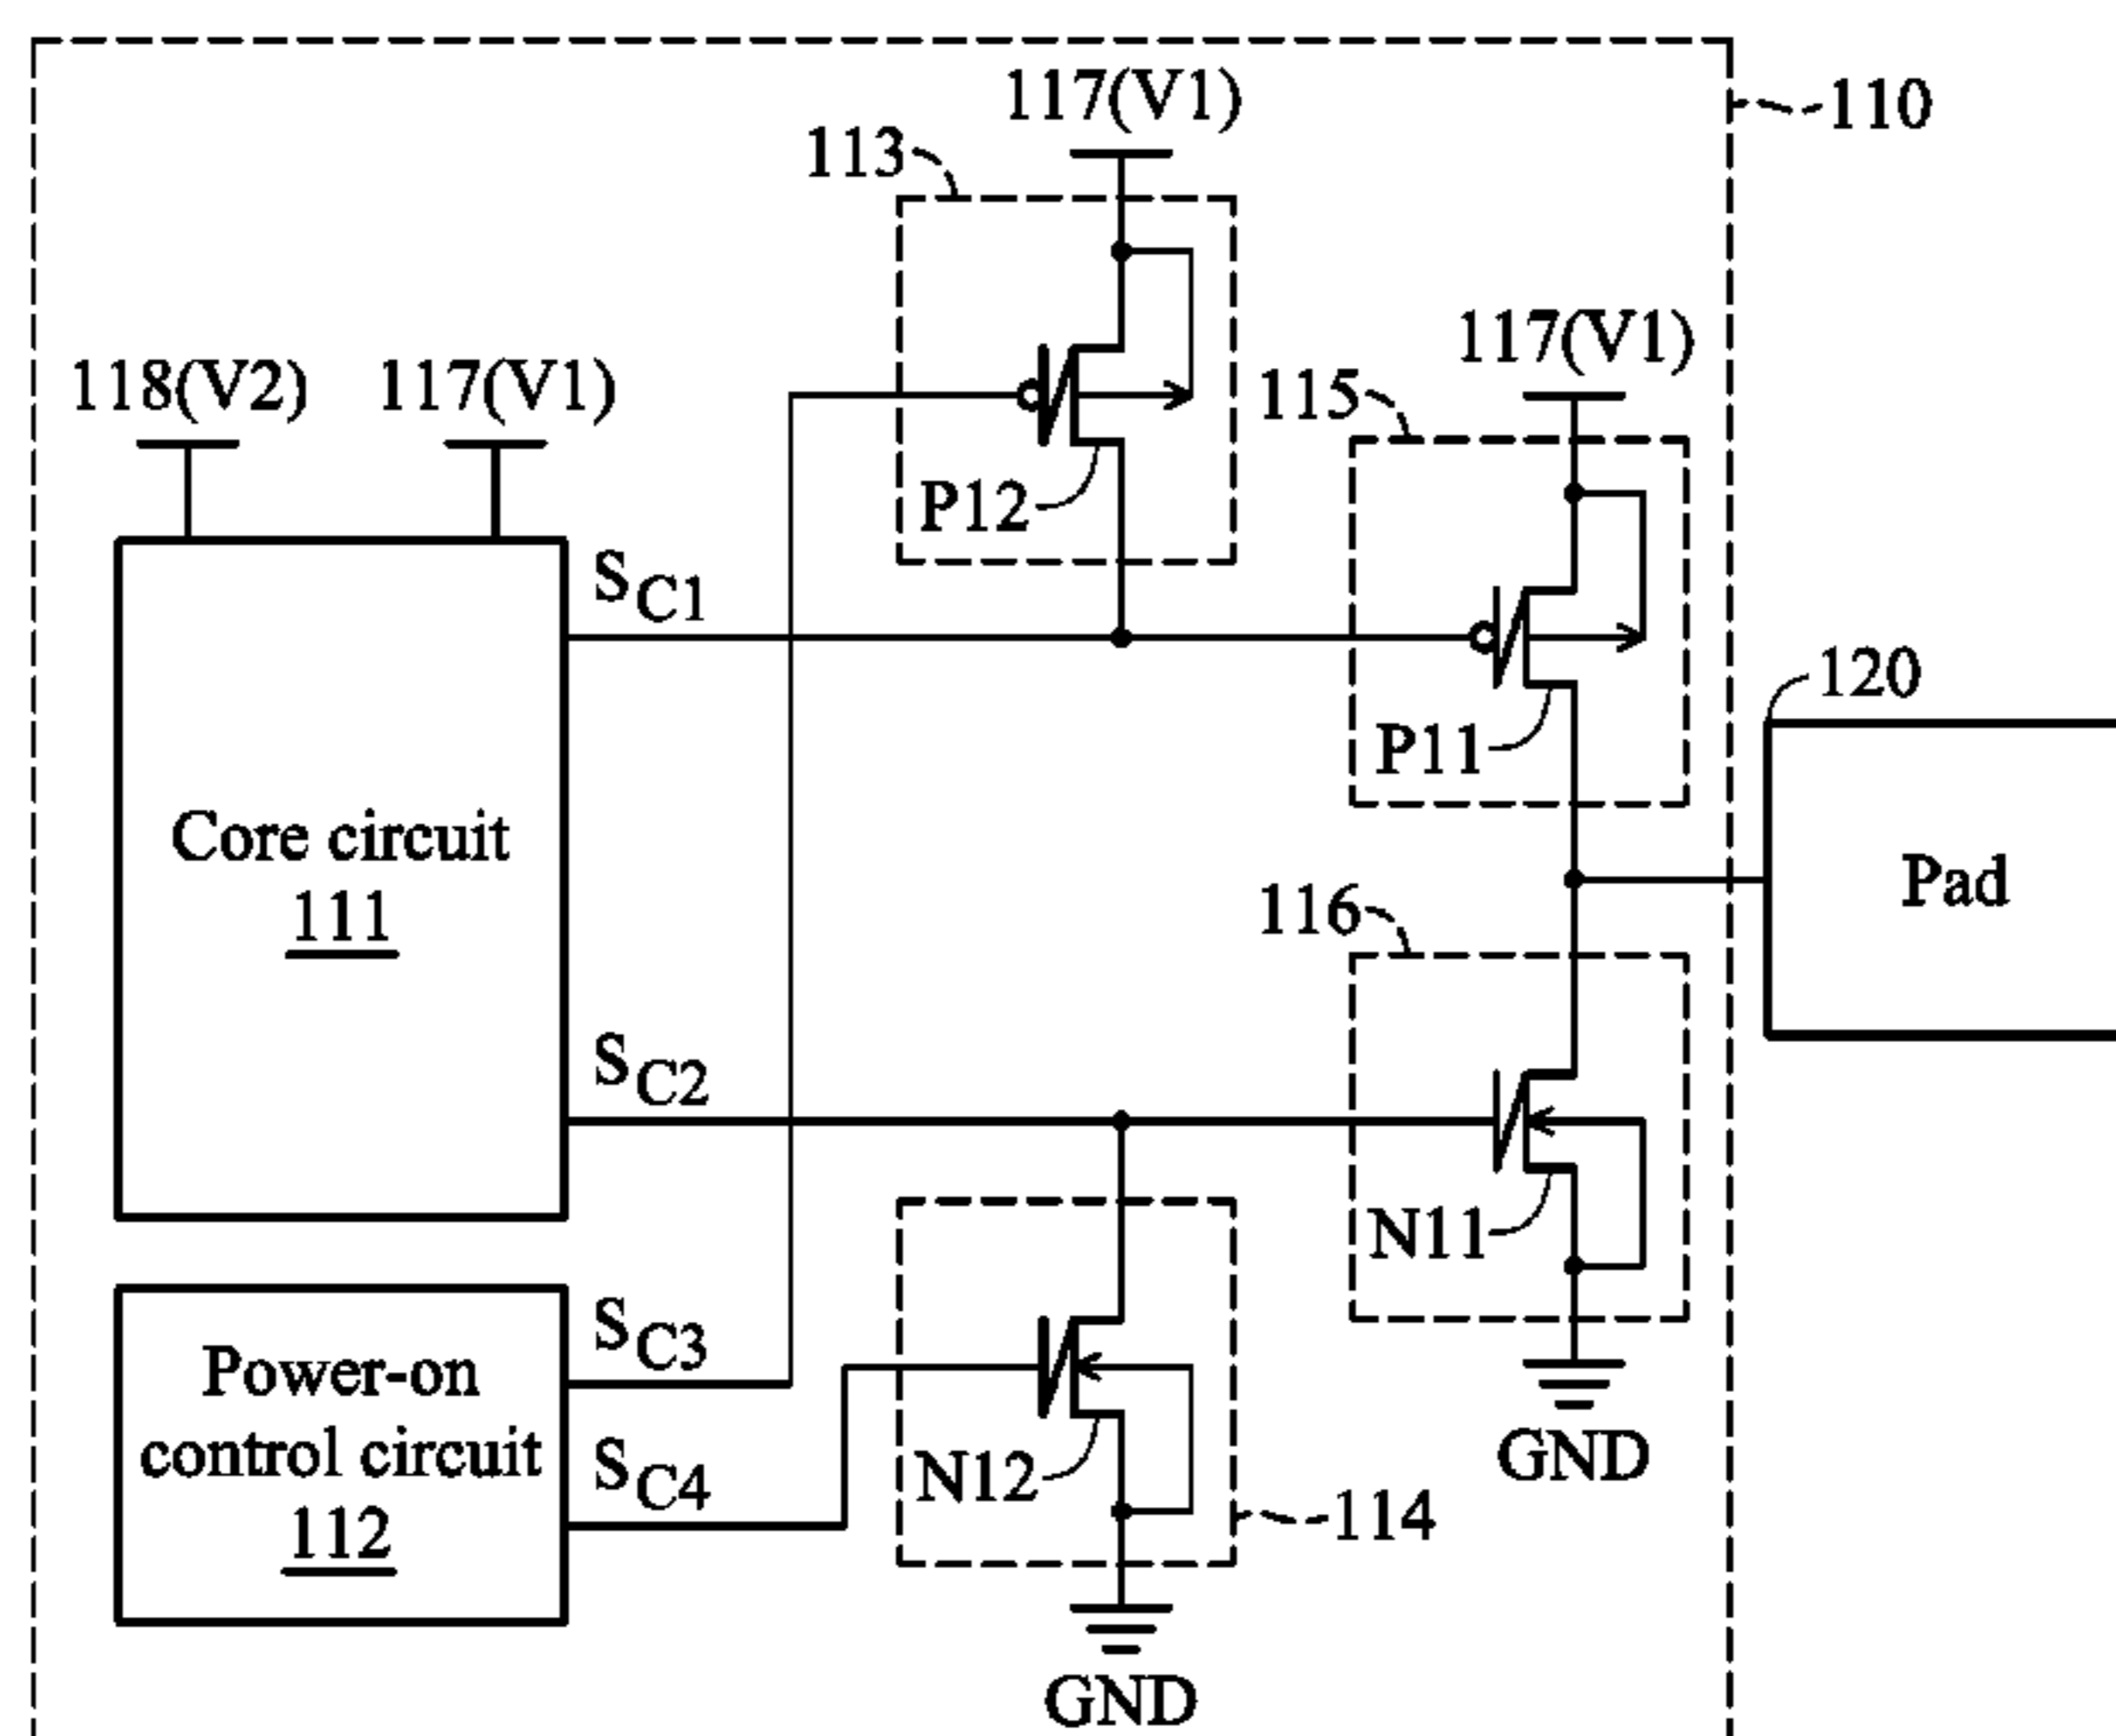 117(V1)
110
113
117(V1)
118(V2)
117(V1)
115
P12
SC1
120
P11
Core circuit
111
Pad
116
SC2
N11
SC3
Power-on
control circuit
112
SC4
N12
GND
114
GND